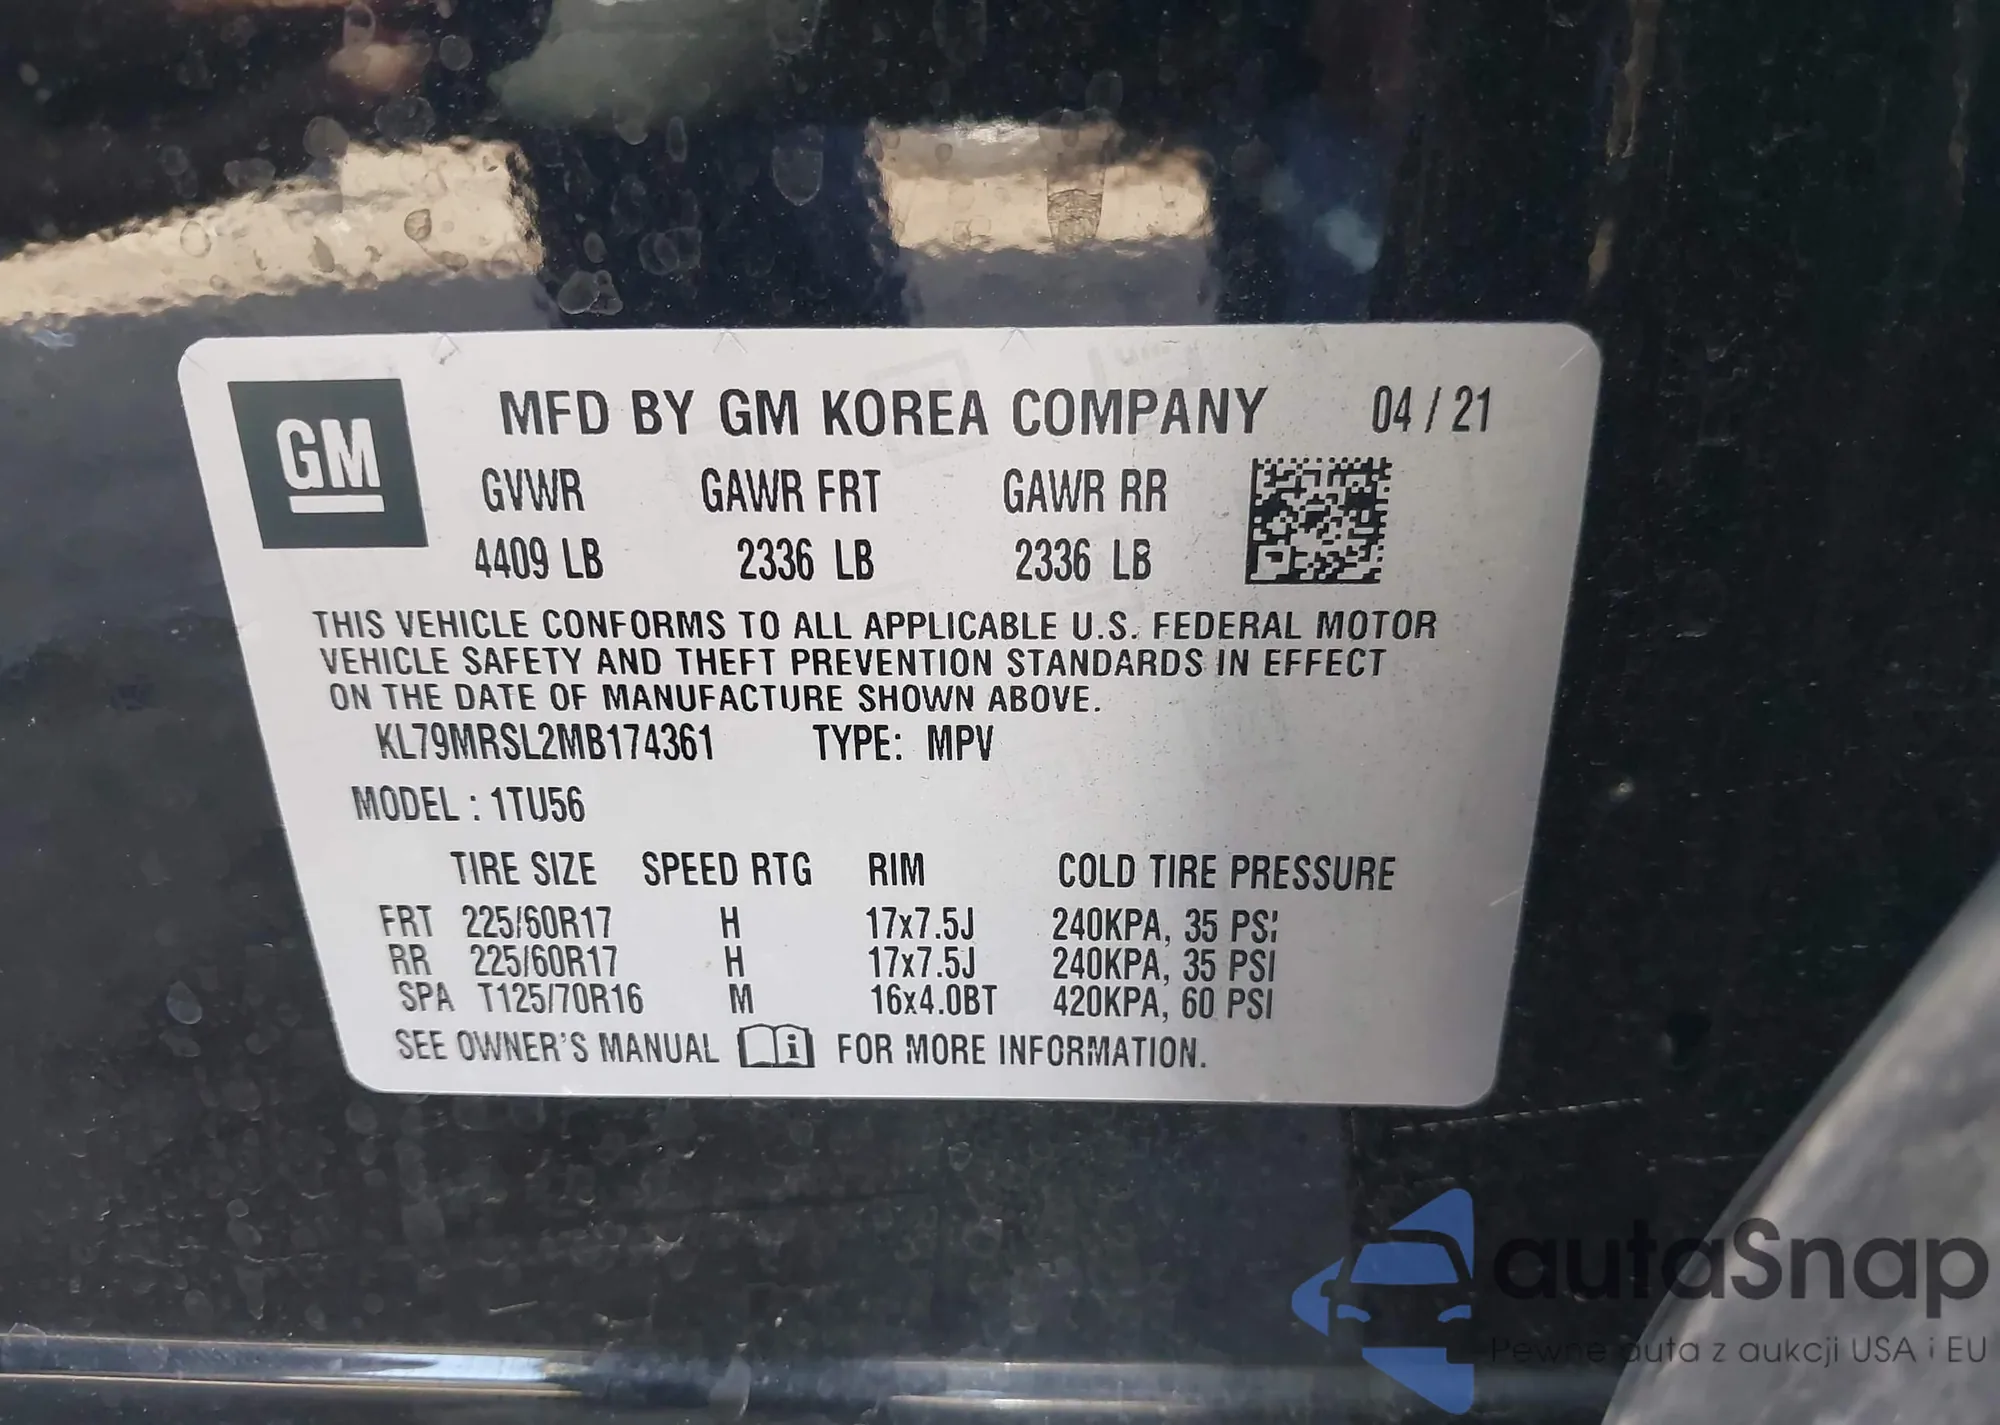 GM
MFD BY GM KOREA COMPANY 04 / 21
GVWR GAWR FRT GAWR RR
4409 LB 2336 LB 2336 LB
THIS VEHICLE CONFORMS TO ALL APPLICABLE U.S. FEDERAL MOTOR
VEHICLE SAFETY AND THEFT PREVENTION STANDARDS IN EFFECT
ON THE DATE OF MANUFACTURE SHOWN ABOVE.
KL79MRSL2MB174361 TYPE: MPV
MODEL : 1TU56
TIRE SIZE SPEED RTG RIM COLD TIRE PRESSURE
FRT 225/60R17 H 17x7.5J 240KPA, 35 PSI
RR 225/60R17 H 17x7.5J 240KPA, 35 PSI
SPA T125/70R16 M 16x4.0BT 420KPA, 60 PSI
SEE OWNER'S MANUAL i FOR MORE INFORMATION.
autaSnap
Pewne auta z aukcji USA i EU